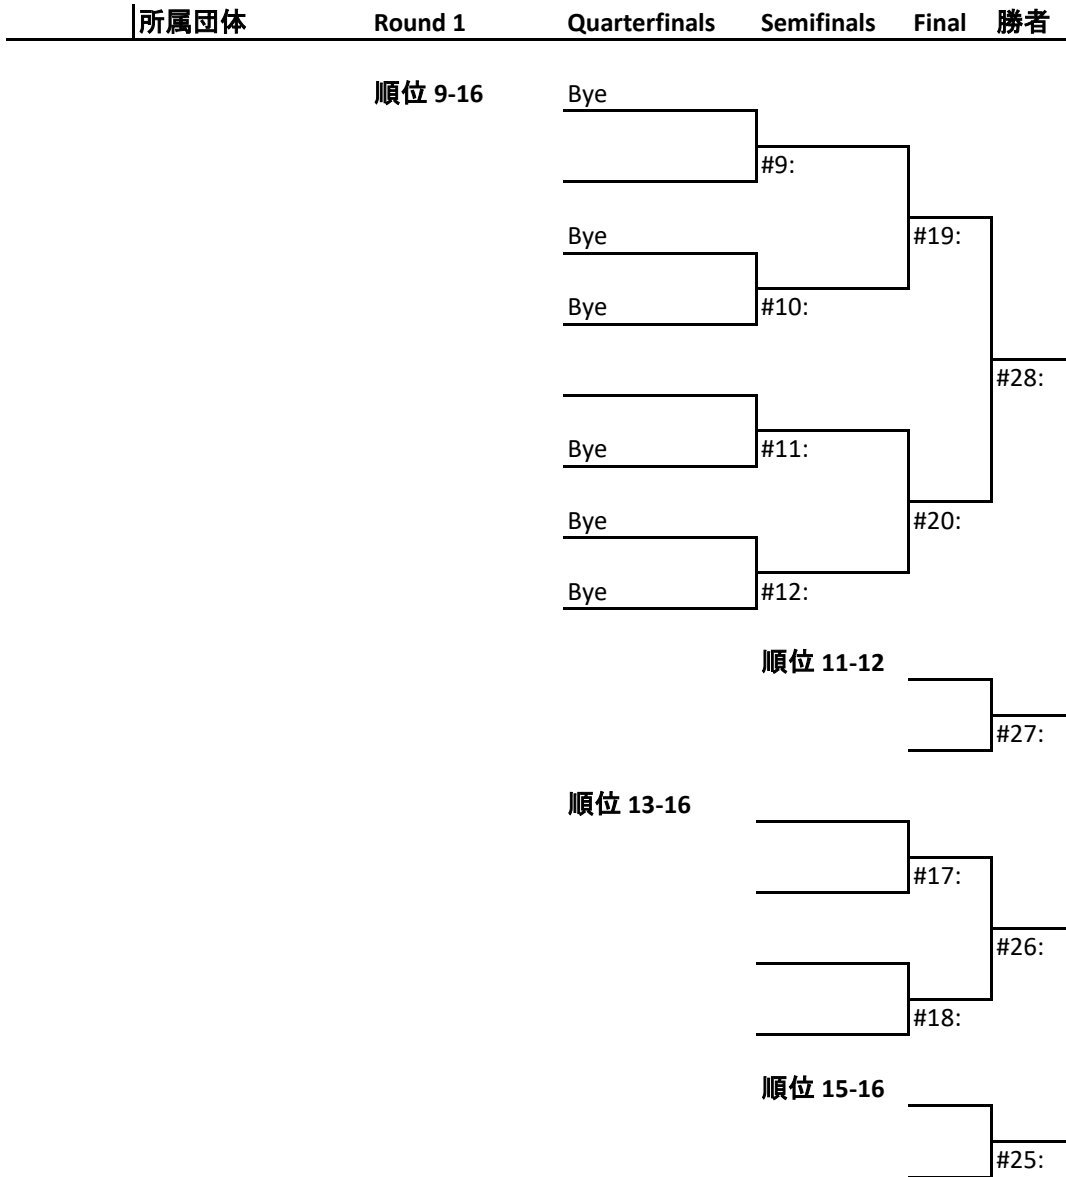 所属団体 Round 1 Quarterfinals Semifinals Final 勝者
順位 9-16 Bye
#9:
Bye #19:
Bye #10:
#28:
Bye #11:
Bye #20:
Bye #12:
順位 11-12
#27:
順位 13-16
#17:
#26:
#18:
順位 15-16
#25: